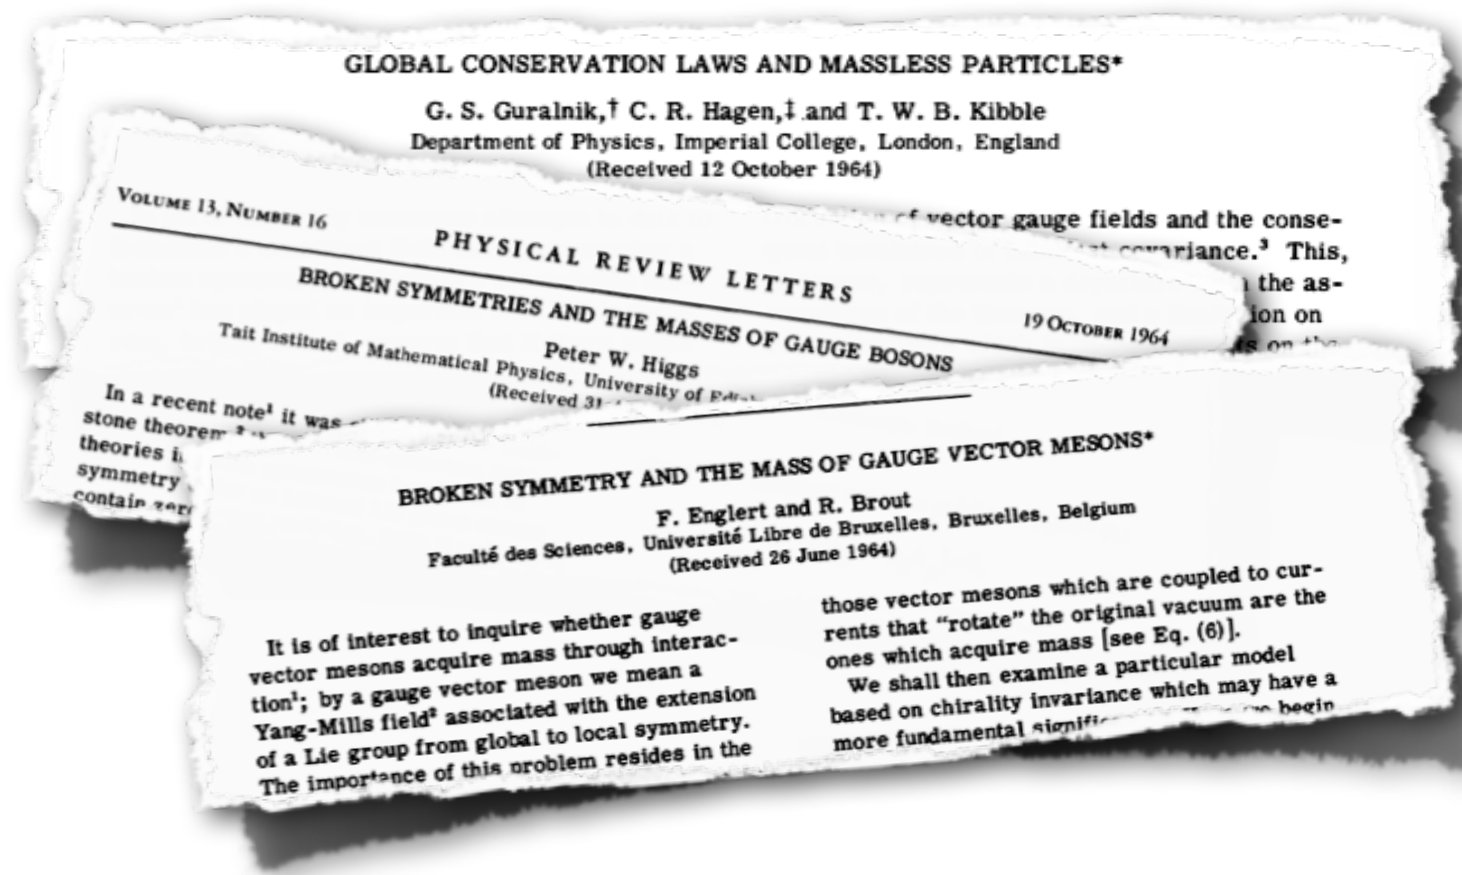 GLOBAL CONSERVATION LAWS AND MASSLESS PARTICLES*
G. S. Guralnik,† C. R. Hagen,‡ and T. W. B. Kibble
Department of Physics, Imperial College, London, England
(Received 12 October 1964)
of vector gauge fields and the conse-
covariance.³ This,
the as-
ion on
on the
VOLUME 13, NUMBER 16
PHYSICAL REVIEW LETTERS
19 OCTOBER 1964
BROKEN SYMMETRIES AND THE MASSES OF GAUGE BOSONS
Peter W. Higgs
Tait Institute of Mathematical Physics, University of
(Received 31
In a recent note¹ it was
stone theorem,²
theories
symmetry
contain
BROKEN SYMMETRY AND THE MASS OF GAUGE VECTOR MESONS*
F. Englert and R. Brout
Faculté des Sciences, Université Libre de Bruxelles, Bruxelles, Belgium
(Received 26 June 1964)
It is of interest to inquire whether gauge
vector mesons acquire mass through interac-
tion¹; by a gauge vector meson we mean a
Yang-Mills field² associated with the extension
of a Lie group from global to local symmetry.
The importance of this problem resides in the
those vector mesons which are coupled to cur-
rents that “rotate” the original vacuum are the
ones which acquire mass [see Eq. (6)].
We shall then examine a particular model
based on chirality invariance which may have a
more fundamental
begin